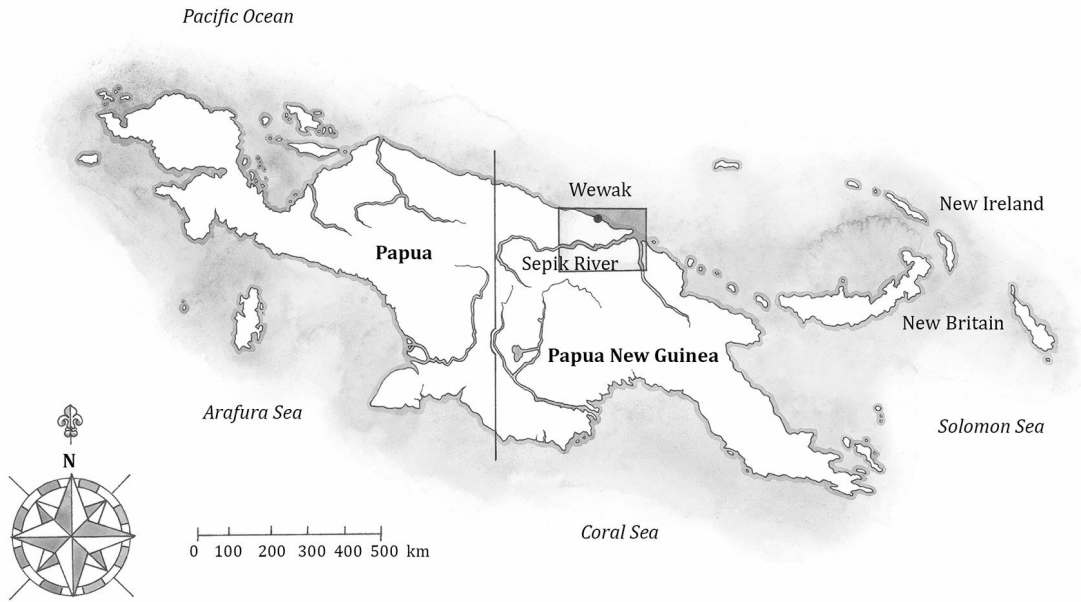 Pacific Ocean
Wewak
New Ireland
Papua
Sepik River
New Britain
Papua New Guinea
Arafura Sea
Solomon Sea
N
Coral Sea
0 100 200 300 400 500 km